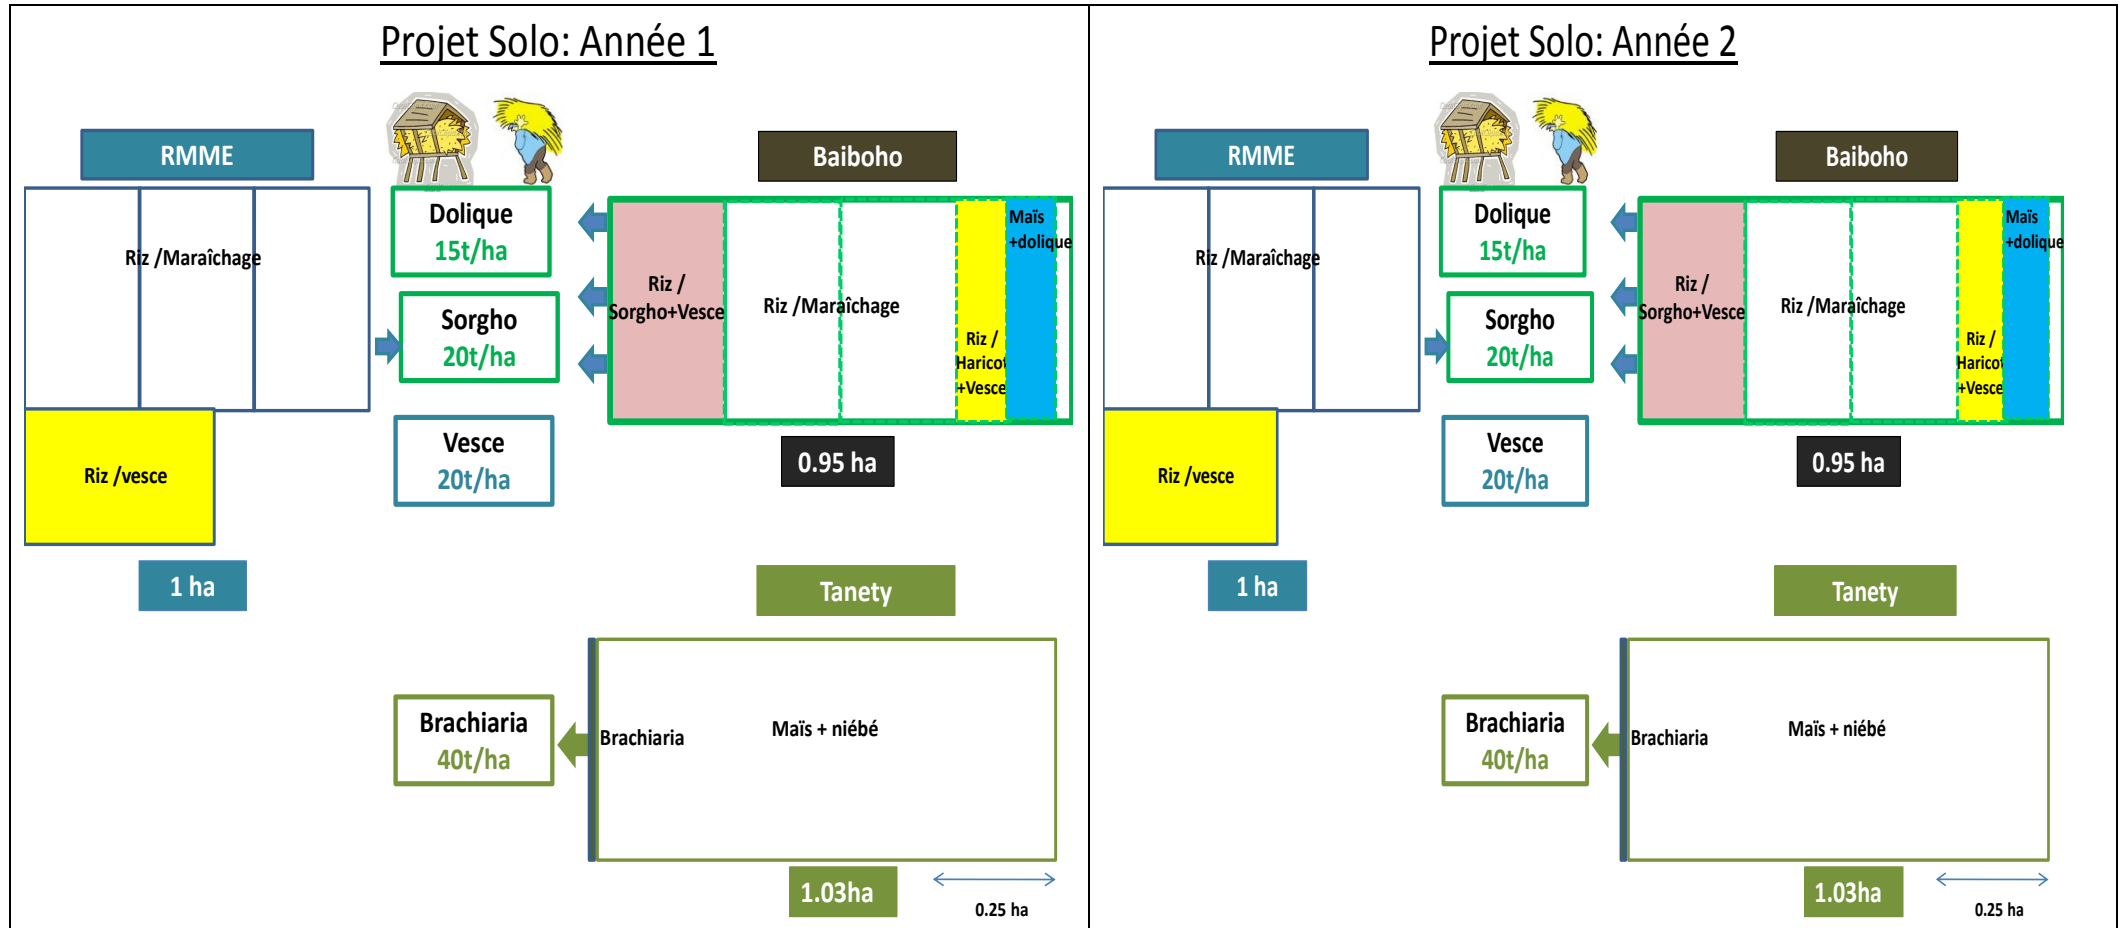 Projet Solo: Année 1
RMME
Baiboho
Riz /Maraîchage
Riz /vesce
1 ha
Dolique
15t/ha
Sorgho
20t/ha
Vesce
20t/ha
Riz /
Sorgho+Vesce
Riz /Maraîchage
Riz /
Haricot
+Vesce
Maïs
+dolique
0.95 ha
Tanety
Brachiaria
40t/ha
Brachiaria
Maïs + niébé
1.03ha
0.25 ha
Projet Solo: Année 2
RMME
Baiboho
Riz /Maraîchage
Riz /vesce
1 ha
Dolique
15t/ha
Sorgho
20t/ha
Vesce
20t/ha
Riz /
Sorgho+Vesce
Riz /Maraîchage
Riz /
Haricot
+Vesce
Maïs
+dolique
0.95 ha
Tanety
Brachiaria
40t/ha
Brachiaria
Maïs + niébé
1.03ha
0.25 ha